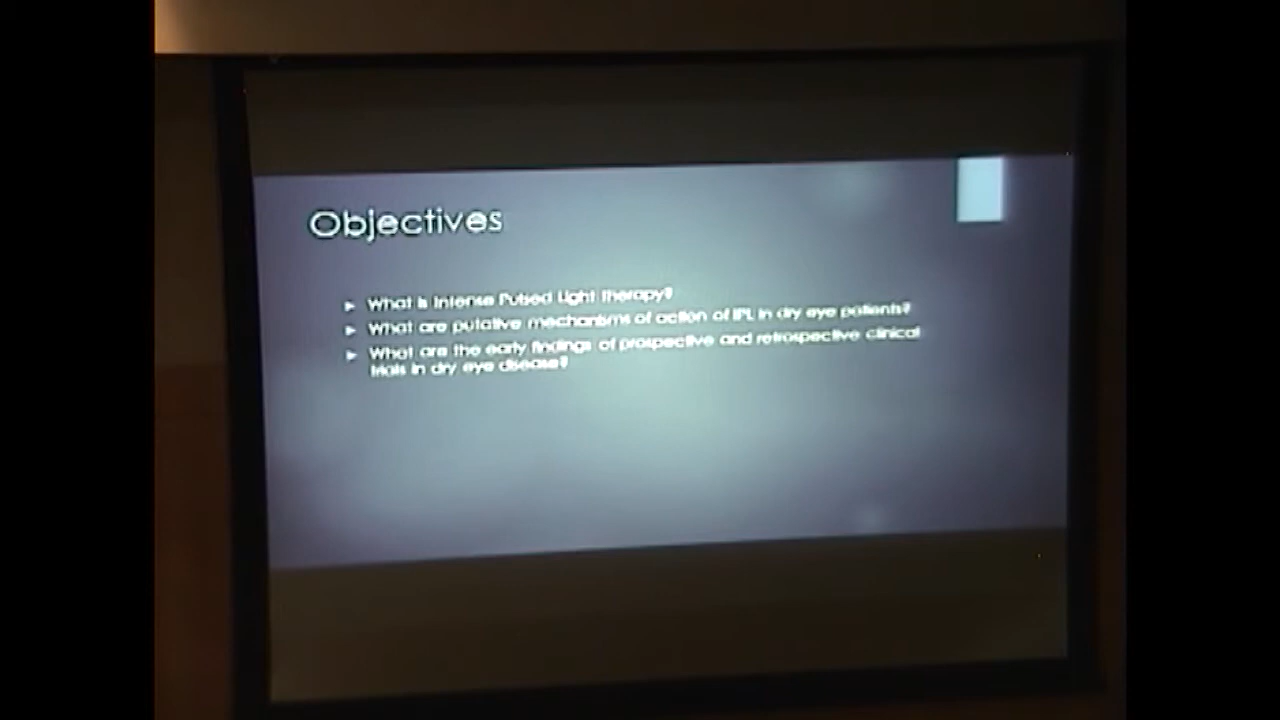 Objectives
What is Intense Pulsed Light therapy?
What are putative mechanisms of action of IPL in dry eye patients?
What are the early findings of prospective and retrospective clinical
trials in dry eye disease?